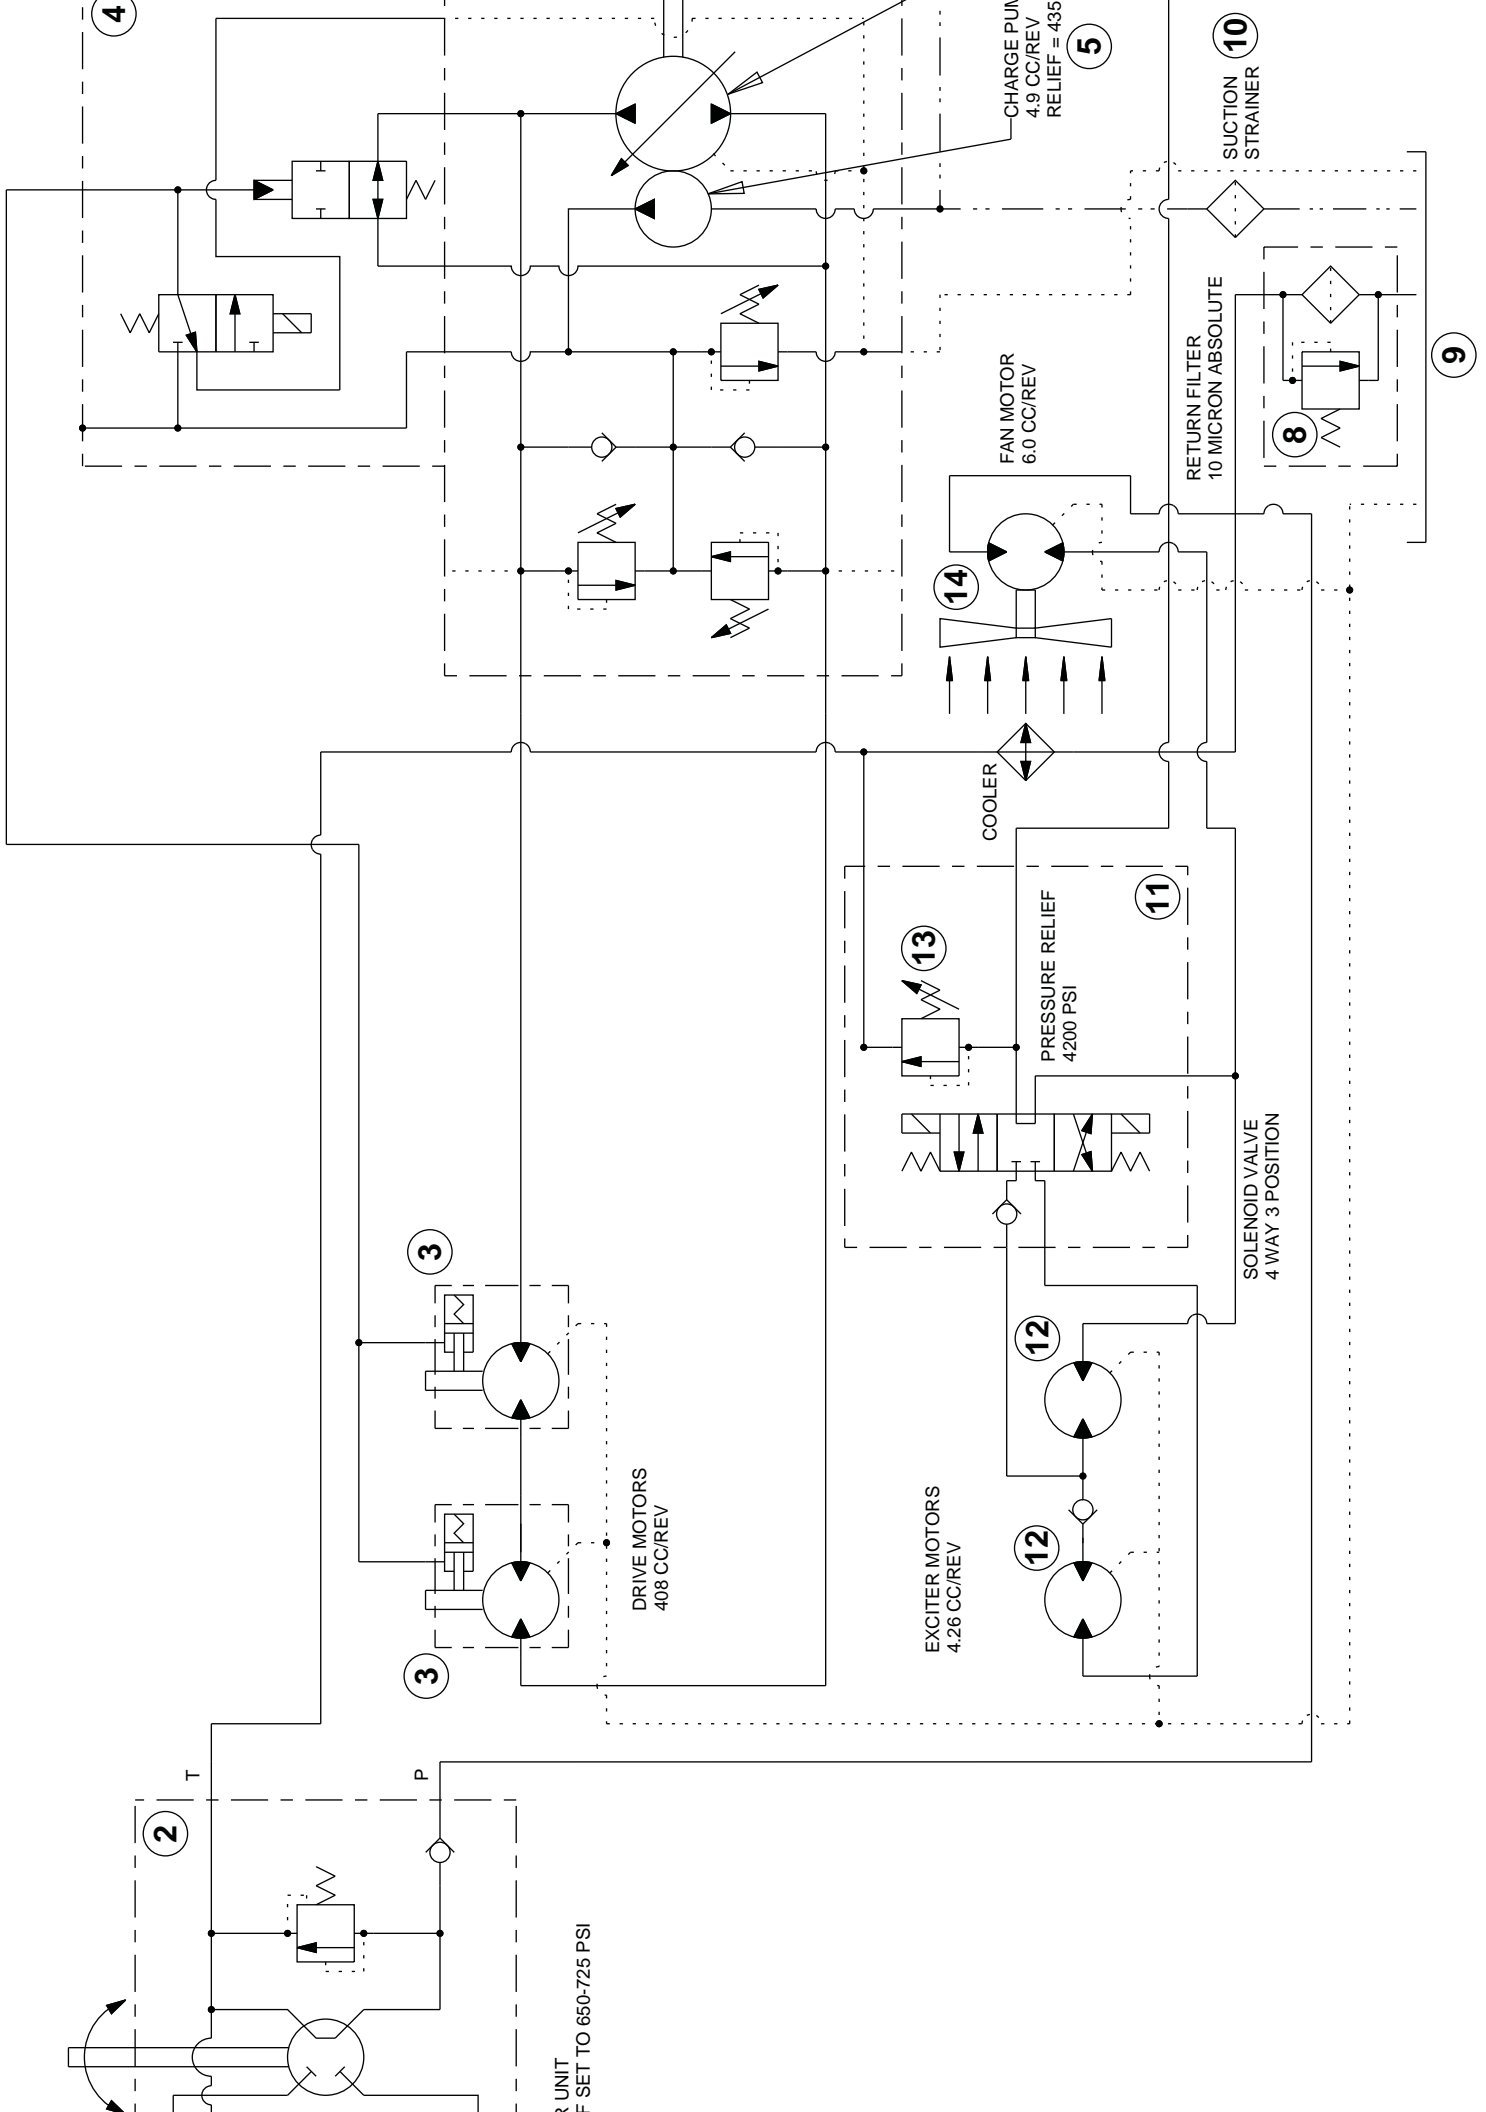 4
CHARGE PUM
4.9 CC/REV
RELIEF = 435
5
SUCTION
STRAINER
10
RETURN FILTER
10 MICRON ABSOLUTE
8
9
FAN MOTOR
6.0 CC/REV
14
COOLER
13
PRESSURE RELIEF
4200 PSI
11
SOLENOID VALVE
4 WAY 3 POSITION
3
3
DRIVE MOTORS
408 CC/REV
12
12
EXCITER MOTORS
4.26 CC/REV
T
P
2
R UNIT
F SET TO 650-725 PSI